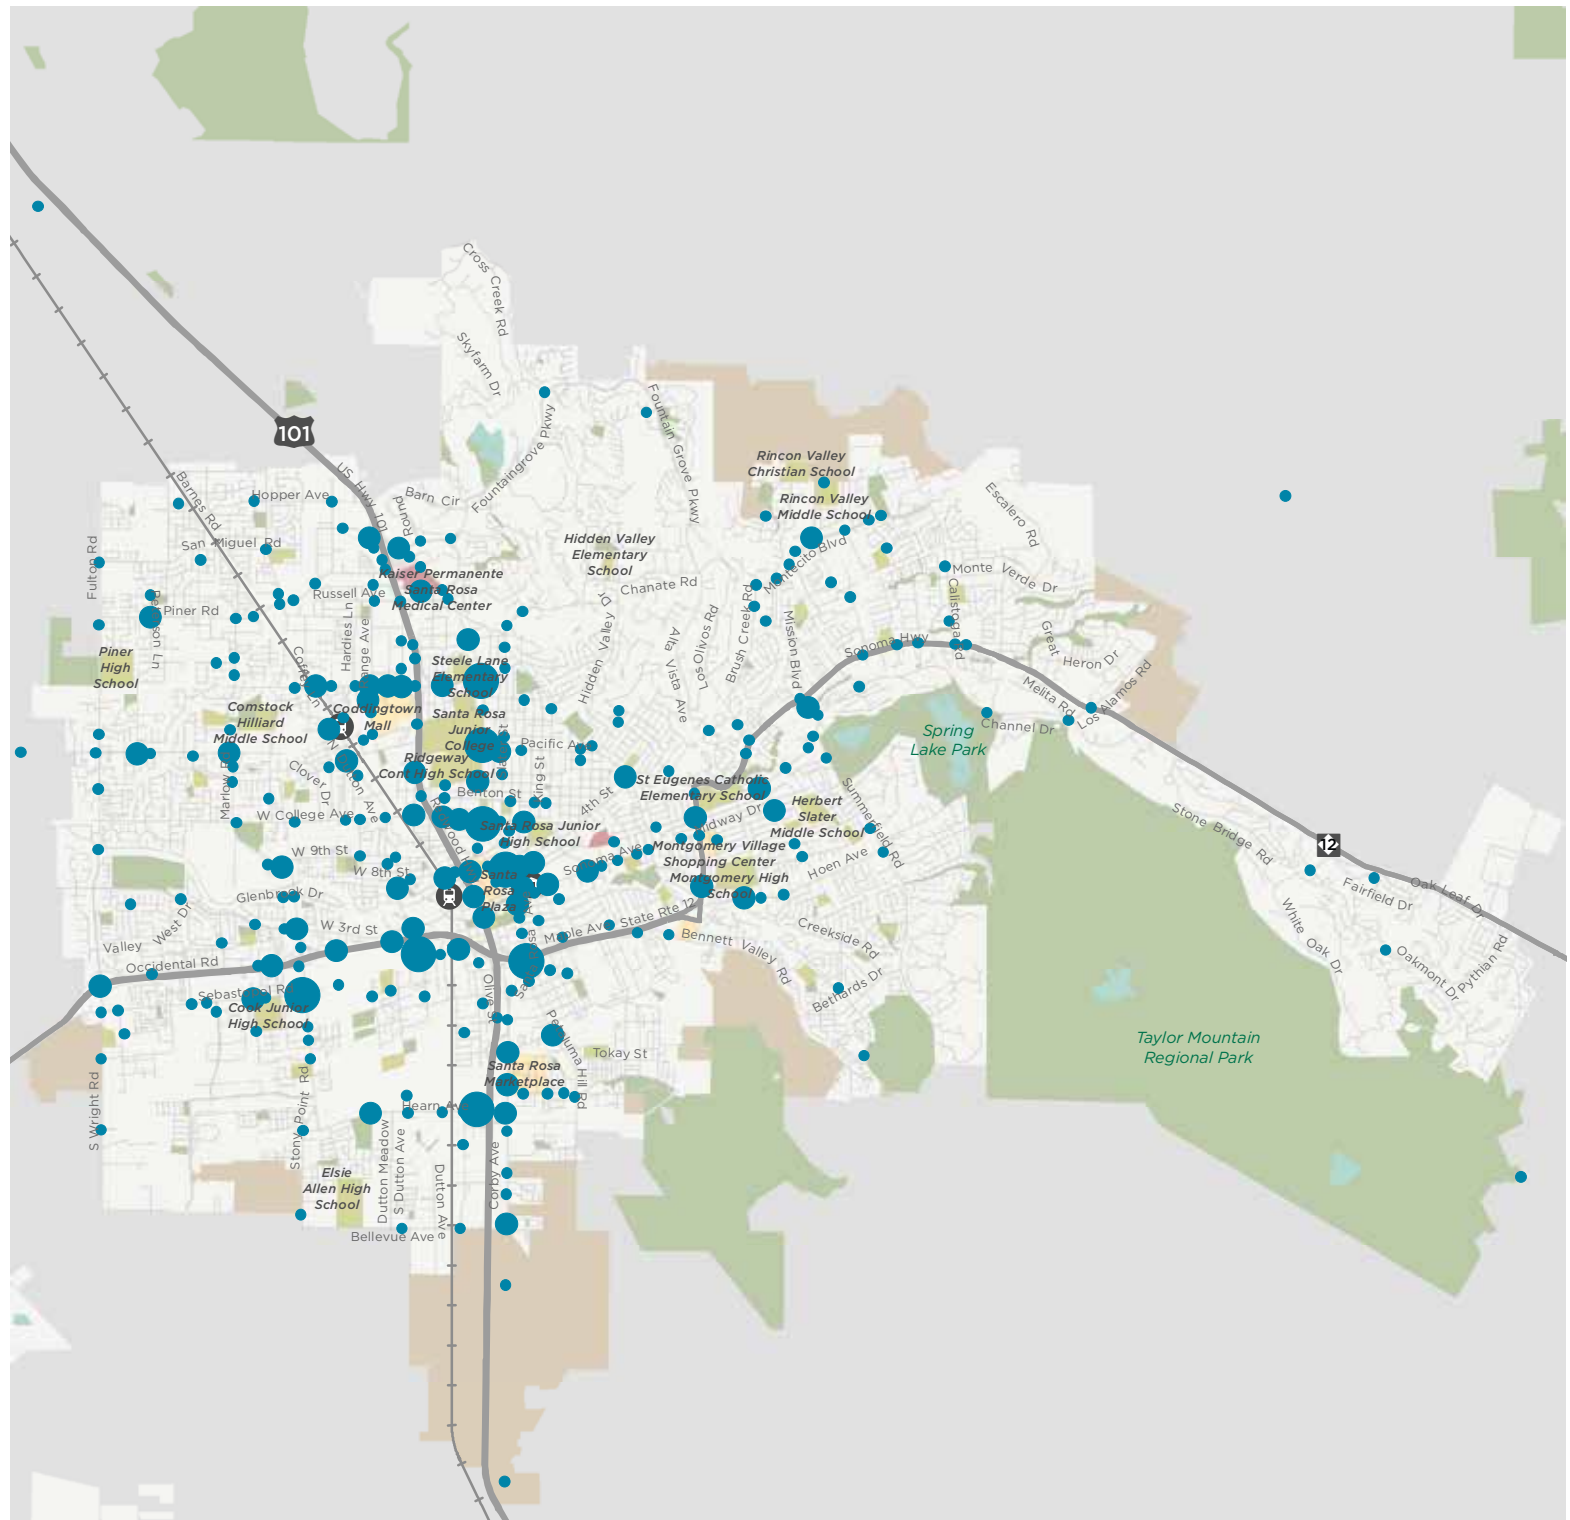 Cross Creek Rd
Skyfarm Dr
Fountaingrove Pkwy
Fountain Grove Pkwy
101
US Hwy 101
Barnes Rd
Hopper Ave
Barn Cir
Round
Rincon Valley
Christian School
Rincon Valley
Middle School
Escalero Rd
San Miguel Rd
Fulton Rd
Hidden Valley
Elementary
School
Montecito Blvd
Kaiser Permanente
Santa Rosa
Medical Center
Russell Ave
Chanate Rd
Monte Verde Dr
Calistoga Rd
Piner Rd
Hardies Ln
Hidden Valley Dr
Alta Vista Ave
Los Olivos Rd
Brush Creek Rd
Mission Blvd
Sonoma Hwy
Great
Heron Dr
Piner
High
School
Steele Lane
Elementary
School
Melita Rd
Los Alamos Rd
Channel Dr
Comstock
Hilliard
Middle School
Coddingtown
Mall
Santa Rosa
Junior
College
Pacific Ave
Spring
Lake Park
Ridgeway
Cont High School
Marlow Rd
Clover Dr
Benton St
King St
4th St
St Eugenes Catholic
Elementary School
Midway Dr
Herbert
Slater
Middle School
Summerfield Rd
Stone Bridge Rd
W College Ave
Santa Rosa Junior
High School
Montgomery Village
Shopping Center
Montgomery High
School
Hoen Ave
12
W 9th St
W 8th St
Sonoma Ave
Santa
Rosa
Plaza
Glenbrook Dr
Fairfield Dr
Oak Leaf Dr
White Oak Dr
Oakmont Dr
Pythian Rd
West Dr
Valley
W 3rd St
Maple Ave
State Rte 12
Bennett Valley Rd
Creekside Rd
Bethards Dr
Occidental Rd
Cook Junior
High School
Petaluma Hill Rd
Tokay St
Santa Rosa
Marketplace
Taylor Mountain
Regional Park
S Wright Rd
Stony Point Rd
Hearn Ave
Dutton Meadow
S Dutton Ave
Dutton Ave
Corby Ave
Elsie
Allen High
School
Bellevue Ave